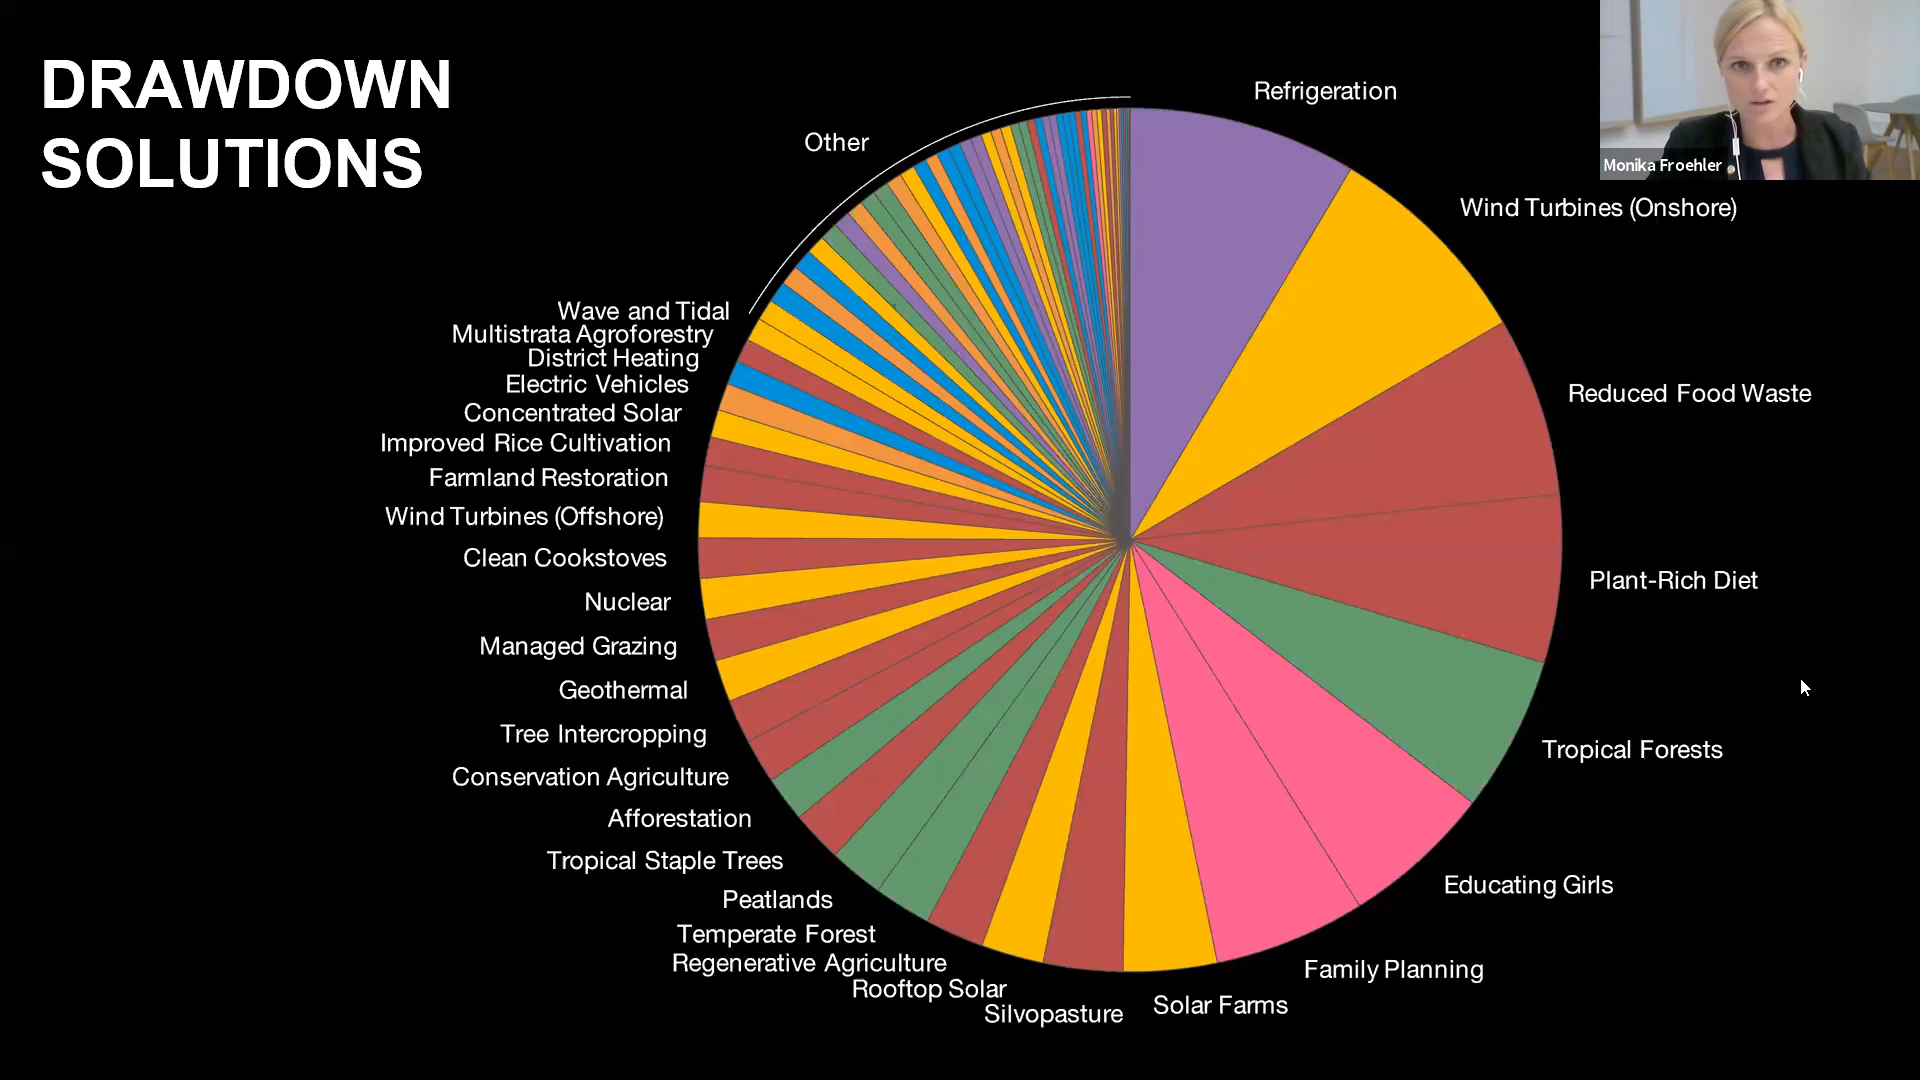 DRAWDOWN
SOLUTIONS
Refrigeration
Monika Froehler
Other
Wind Turbines (Onshore)
Wave and Tidal
Multistrata Agroforestry
District Heating
Electric Vehicles
Reduced Food Waste
Concentrated Solar
Improved Rice Cultivation
Farmland Restoration
Wind Turbines (Offshore)
Clean Cookstoves
Plant-Rich Diet
Nuclear
Managed Grazing
Geothermal
Tree Intercropping
Tropical Forests
Conservation Agriculture
Afforestation
Tropical Staple Trees
Educating Girls
Peatlands
Temperate Forest
Regenerative Agriculture
Family Planning
Rooftop Solar
Solar Farms
Silvopasture